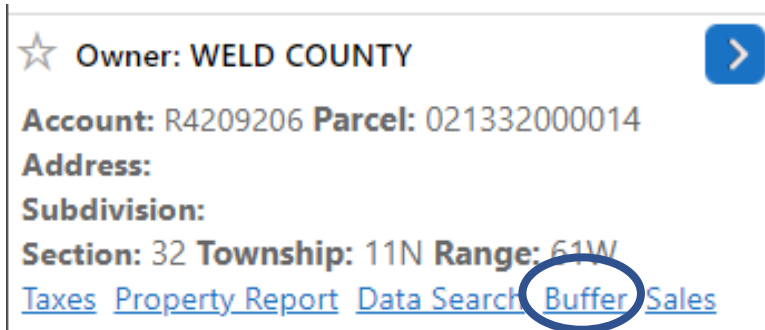 Owner: WELD COUNTY
Account: R4209206 Parcel: 021332000014
Address:
Subdivision:
Section: 32 Township: 11N Range: 61W
Taxes Property Report Data Search Buffer Sales